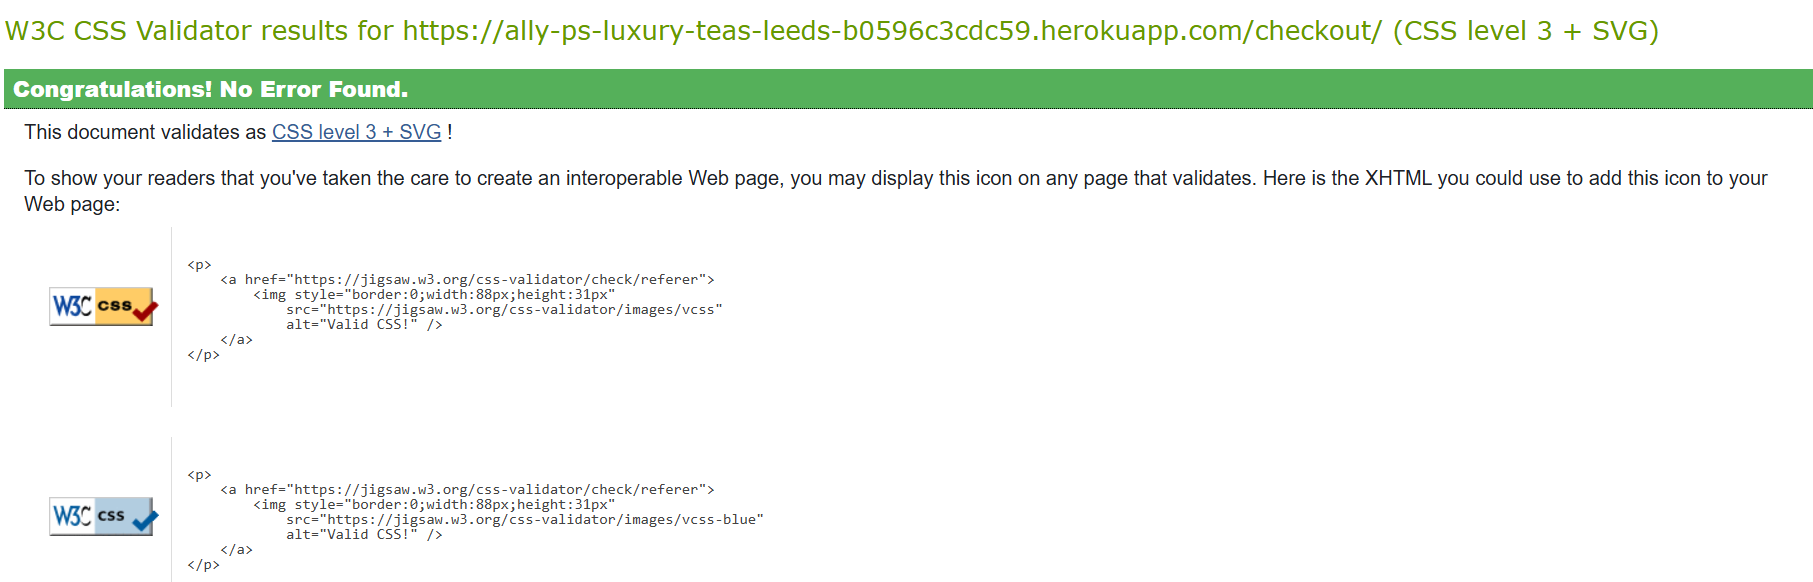 W3C CSS Validator results for https://ally-ps-luxury-teas-leeds-b0596c3cdc59.herokuapp.com/checkout/ (CSS level 3 + SVG)
Congratulations! No Error Found.
This document validates as CSS level 3 + SVG !
To show your readers that you've taken the care to create an interoperable Web page, you may display this icon on any page that validates. Here is the XHTML you could use to add this icon to your
Web page:
W3C css
<p>
    <a href="https://jigsaw.w3.org/css-validator/check/referer">
        <img style="border:0;width:88px;height:31px"
            src="https://jigsaw.w3.org/css-validator/images/vcss"
            alt="Valid CSS!" />
    </a>
</p>
W3C css
<p>
    <a href="https://jigsaw.w3.org/css-validator/check/referer">
        <img style="border:0;width:88px;height:31px"
            src="https://jigsaw.w3.org/css-validator/images/vcss-blue"
            alt="Valid CSS!" />
    </a>
</p>